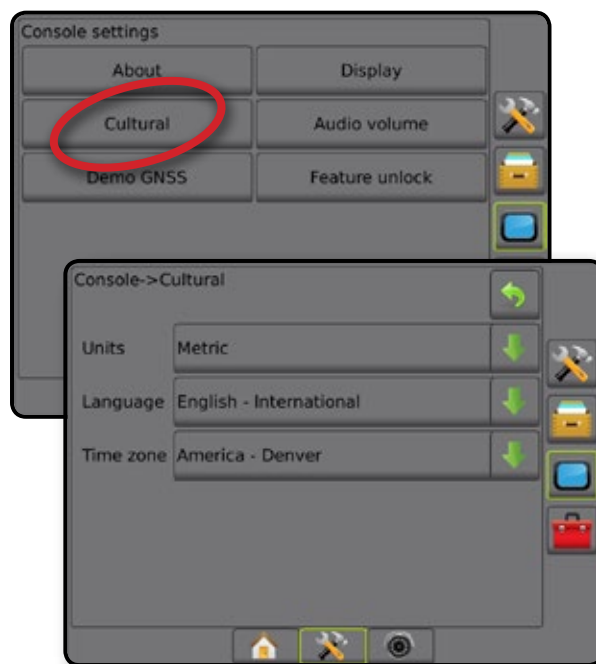 Console settings
About Display
Cultural Audio volume
Demo GNSS Feature unlock
Console->Cultural
Units Metric
Language English - International
Time zone America - Denver